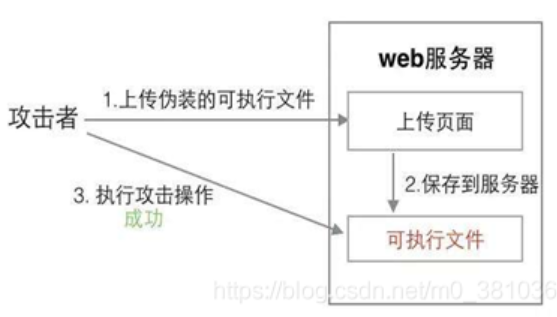 web服务器
1.上传伪装的可执行文件
攻击者
上传页面
2.保存到服务器
3. 执行攻击操作
成功
可执行文件
https://blog.csdn.net/m0_381036